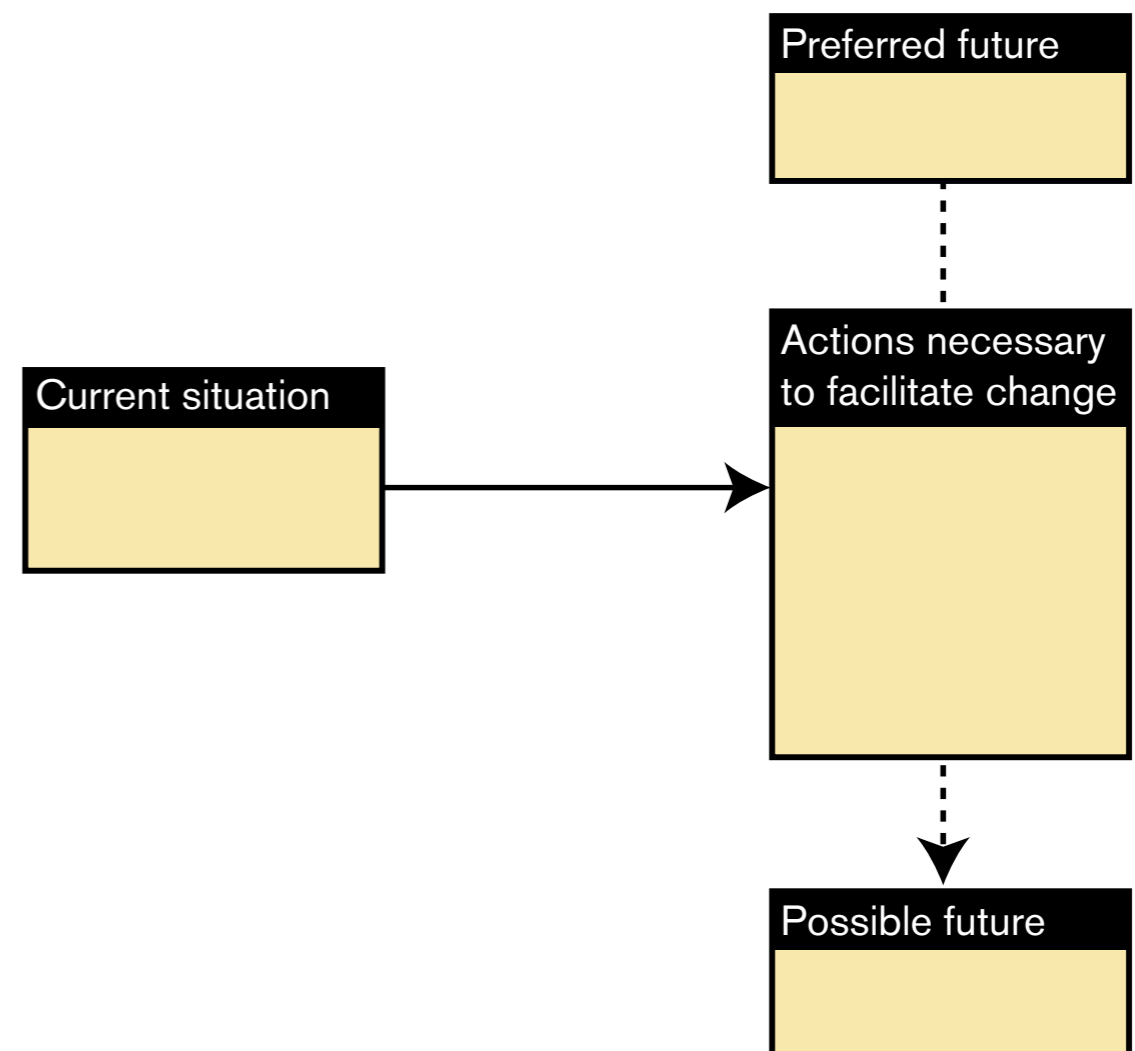 Preferred future
Actions necessary
to facilitate change
Current situation
Possible future